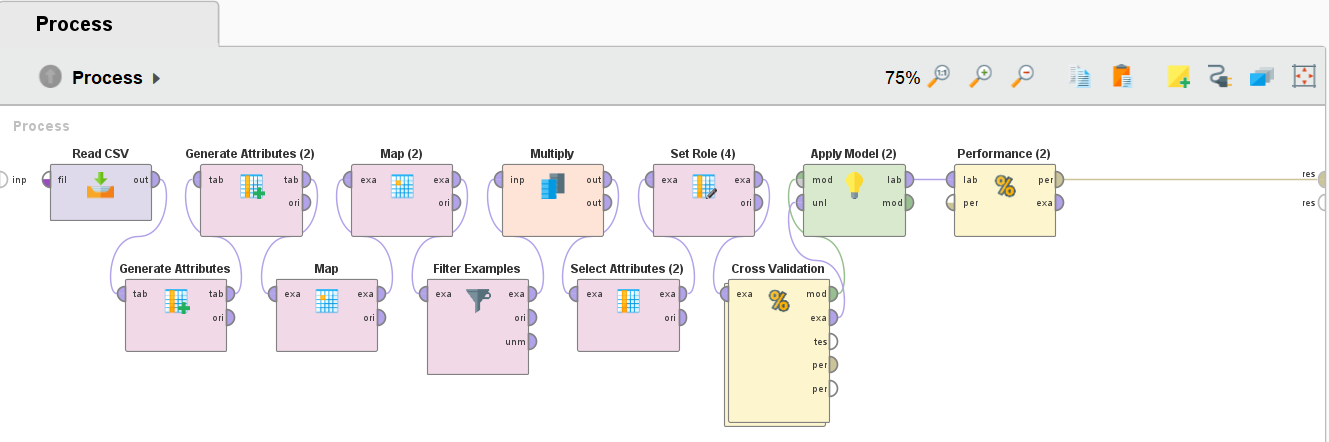 Process
Process
75%
Process
Read CSV
Generate Attributes (2)
Map (2)
Multiply
Set Role (4)
Apply Model (2)
Performance (2)
inp
fil out
tab tab
ori
exa exa
ori
inp out
out
exa exa
ori
mod lab
unl mod
lab per
per exa
res
res
Generate Attributes
Map
Filter Examples
Select Attributes (2)
Cross Validation
tab tab
ori
exa exa
ori
exa exa
ori
unm
exa exa
ori
exa mod
exa
tes
per
per